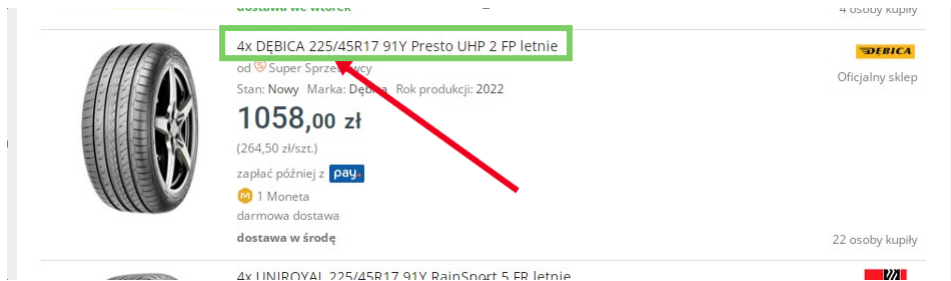 dostawa we wtorek
4 osoby kupiły
4x DĘBICA 225/45R17 91Y Presto UHP 2 FP letnie
DĘBICA
od Super Sprzedawcy
Oficjalny sklep
Stan: Nowy Marka: Dębica Rok produkcji: 2022
1058,00 zł
(264,50 zł/szt.)
zapłać później z pay.
M 1 Moneta
darmowa dostawa
dostawa w środę
22 osoby kupiły
4x UNIROYAL 225/45R17 91Y RainSport 5 FR letnie